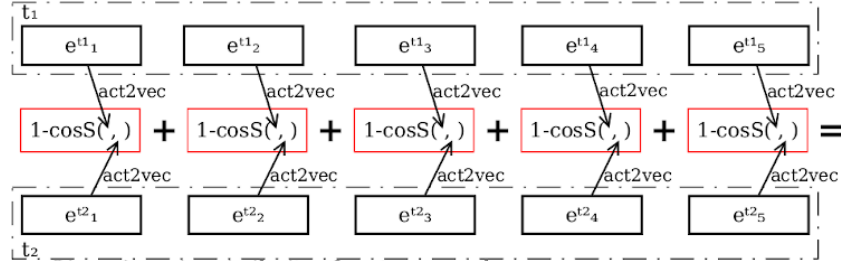 t₁
e^{t1}₁ e^{t1}₂ e^{t1}₃ e^{t1}₄ e^{t1}₅
act2vec act2vec act2vec act2vec act2vec
1-cosS( , ) + 1-cosS( , ) + 1-cosS( , ) + 1-cosS( , ) + 1-cosS( , ) =
act2vec act2vec act2vec act2vec act2vec
e^{t2}₁ e^{t2}₂ e^{t2}₃ e^{t2}₄ e^{t2}₅
t₂